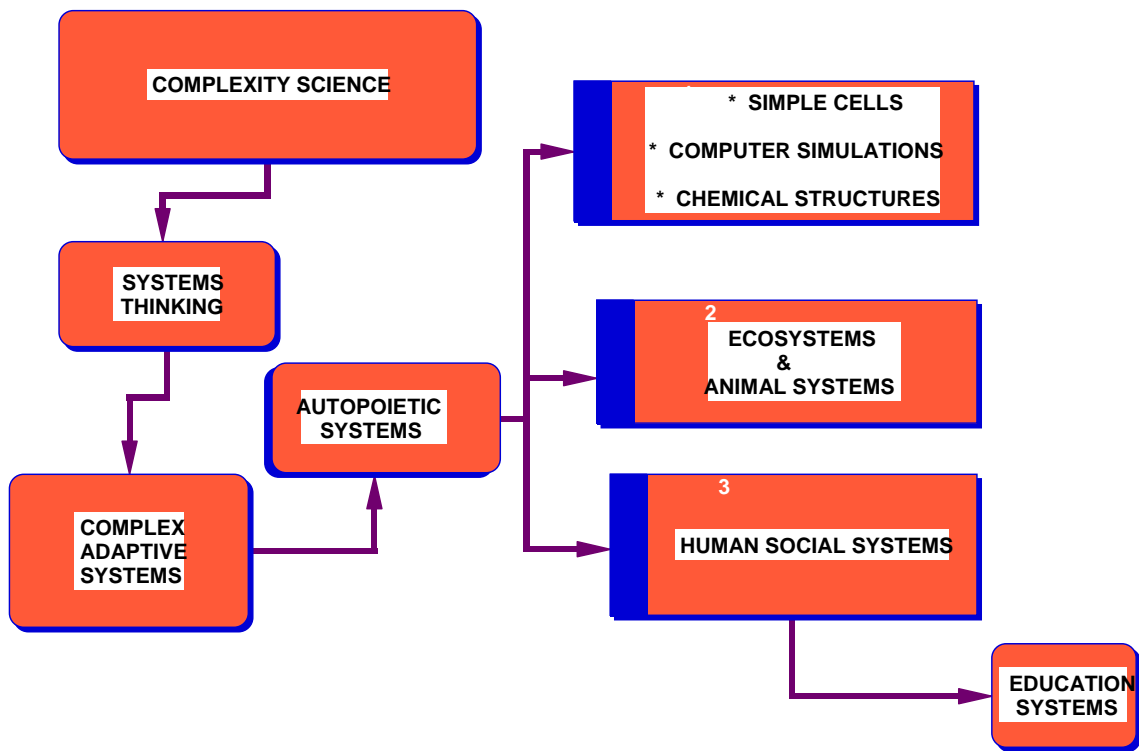 COMPLEXITY SCIENCE
SYSTEMS
THINKING
COMPLEX
ADAPTIVE
SYSTEMS
AUTOPOIETIC
SYSTEMS
* SIMPLE CELLS
* COMPUTER SIMULATIONS
* CHEMICAL STRUCTURES
2
ECOSYSTEMS
&
ANIMAL SYSTEMS
3
HUMAN SOCIAL SYSTEMS
EDUCATION
SYSTEMS